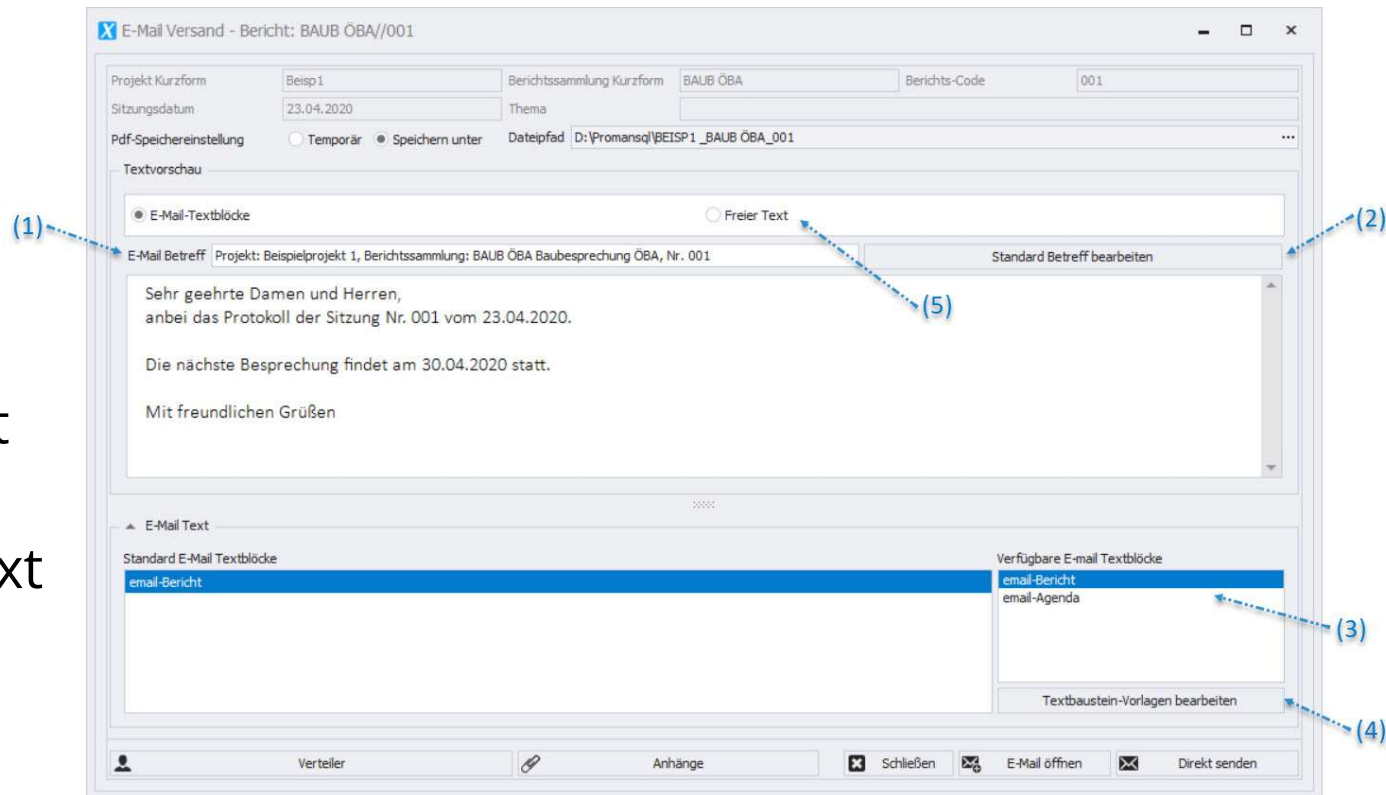 E-Mail Versand - Bericht: BAUB ÖBA//001
Projekt Kurzform Beisp1 Berichtssammlung Kurzform BAUB ÖBA Berichts-Code 001
Sitzungsdatum 23.04.2020 Thema
Pdf-Speichereinstellung Temporär Speichern unter Dateipfad D:\Promansql\BEISP1 _BAUB ÖBA_001 ...
Textvorschau
E-Mail-Textblöcke Freier Text
(1) (2)
E-Mail Betreff Projekt: Beispielprojekt 1, Berichtssammlung: BAUB ÖBA Baubesprechung ÖBA, Nr. 001 Standard Betreff bearbeiten
Sehr geehrte Damen und Herren,
(5)
anbei das Protokoll der Sitzung Nr. 001 vom 23.04.2020.
Die nächste Besprechung findet am 30.04.2020 statt.
Mit freundlichen Grüßen
t
E-Mail Text
xt
Standard E-Mail Textblöcke Verfügbare E-mail Textblöcke
email-Bericht email-Bericht
email-Agenda
(3)
Textbaustein-Vorlagen bearbeiten
(4)
Verteiler Anhänge Schließen E-Mail öffnen Direkt senden